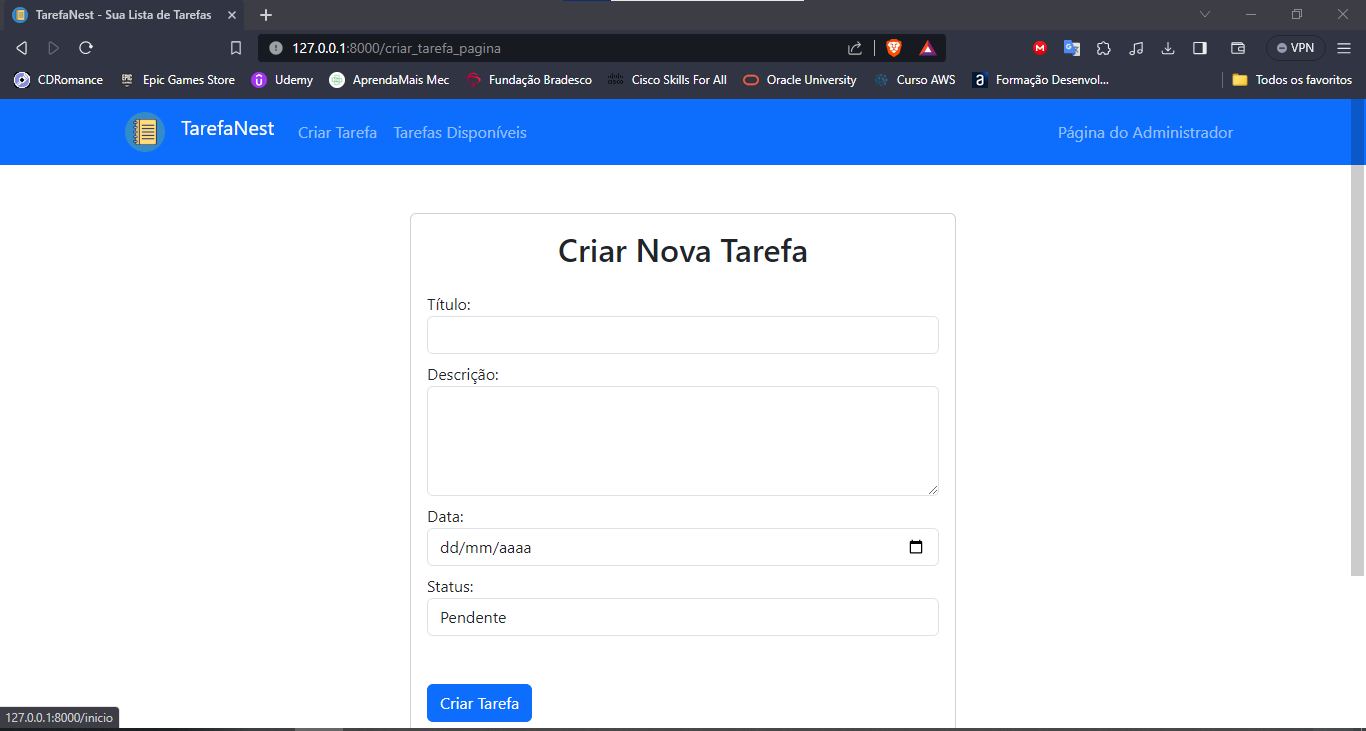 TarefaNest - Sua Lista de Tarefas
127.0.0.1:8000/criar_tarefa_pagina
VPN
CDRomance Epic Games Store Udemy AprendaMais Mec Fundação Bradesco Cisco Skills For All Oracle University Curso AWS Formação Desenvol... Todos os favoritos
TarefaNest Criar Tarefa Tarefas Disponíveis Página do Administrador
Criar Nova Tarefa
Título:
Descrição:
Data:
dd/mm/aaaa
Status:
Pendente
Criar Tarefa
127.0.0.1:8000/inicio